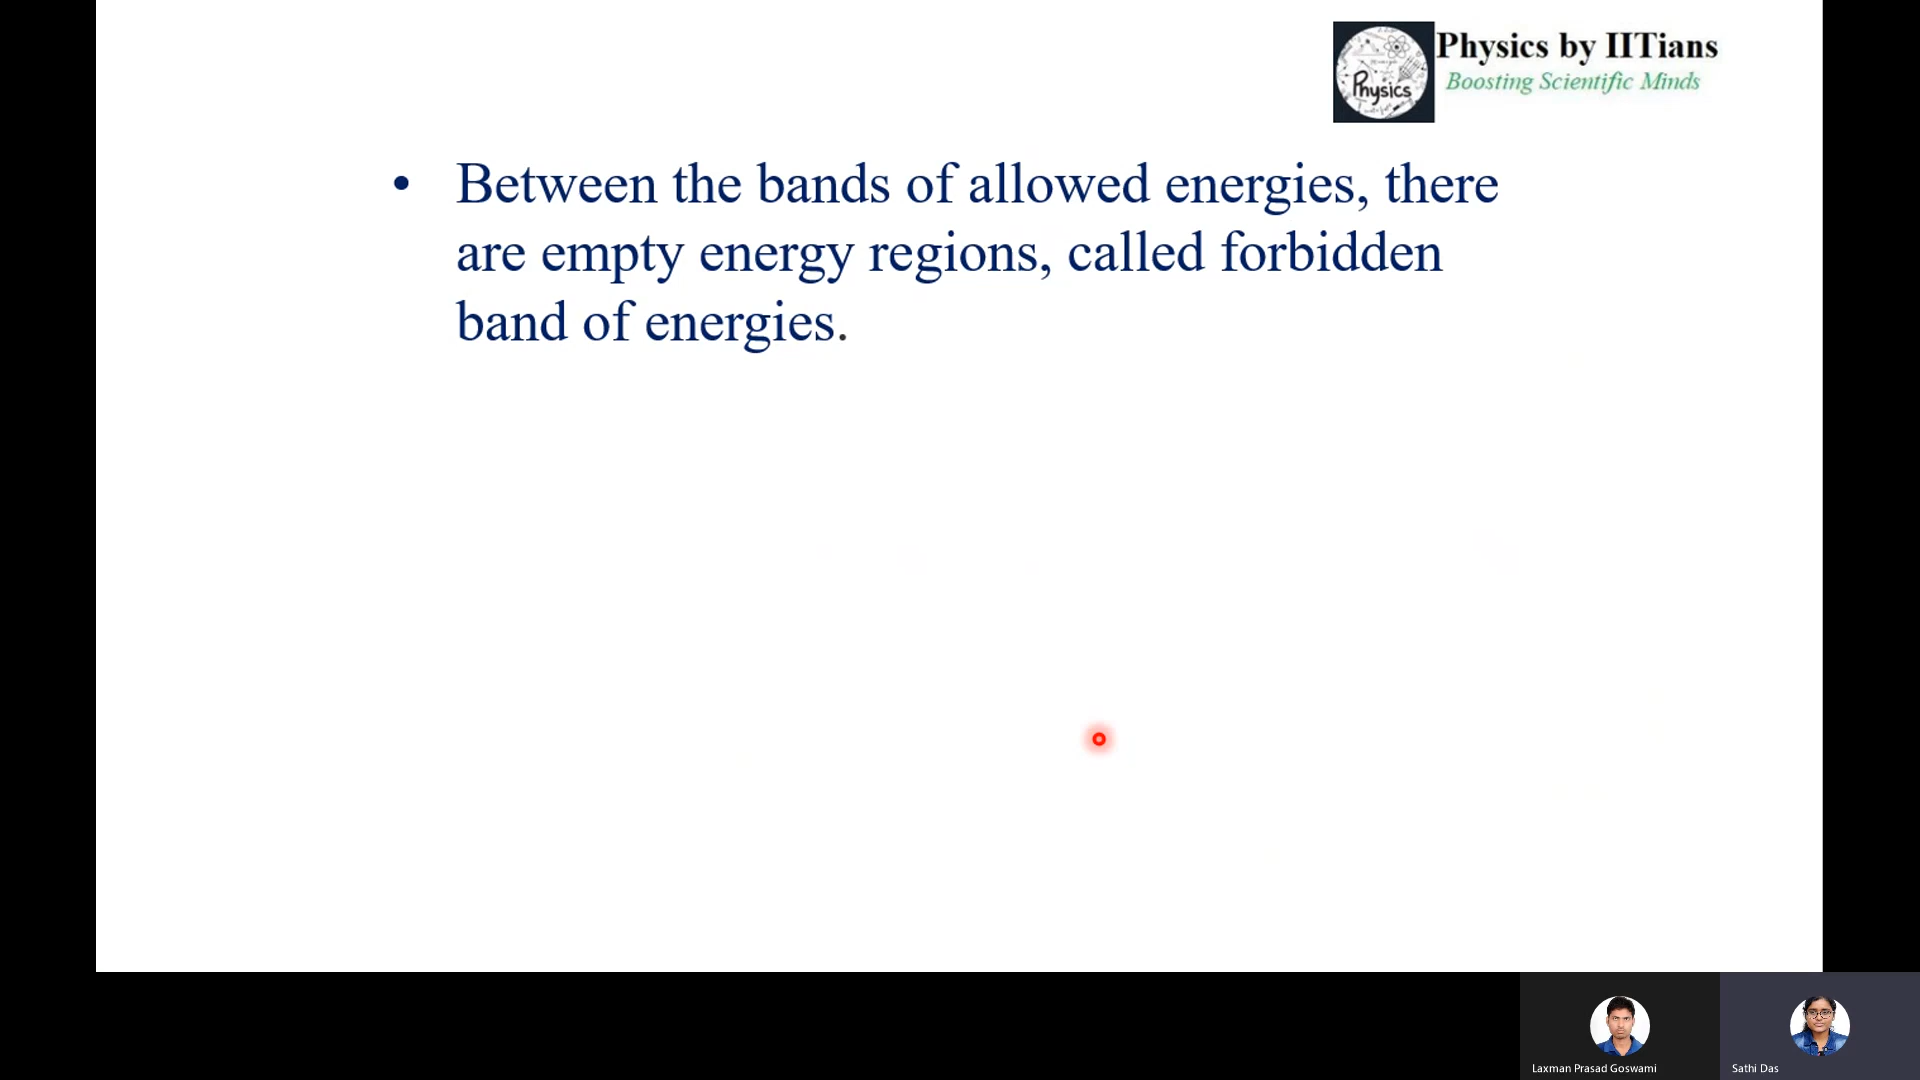 Physics by IITians
Boosting Scientific Minds
Physics
• Between the bands of allowed energies, there
are empty energy regions, called forbidden
band of energies.
Laxman Prasad Goswami
Sathi Das